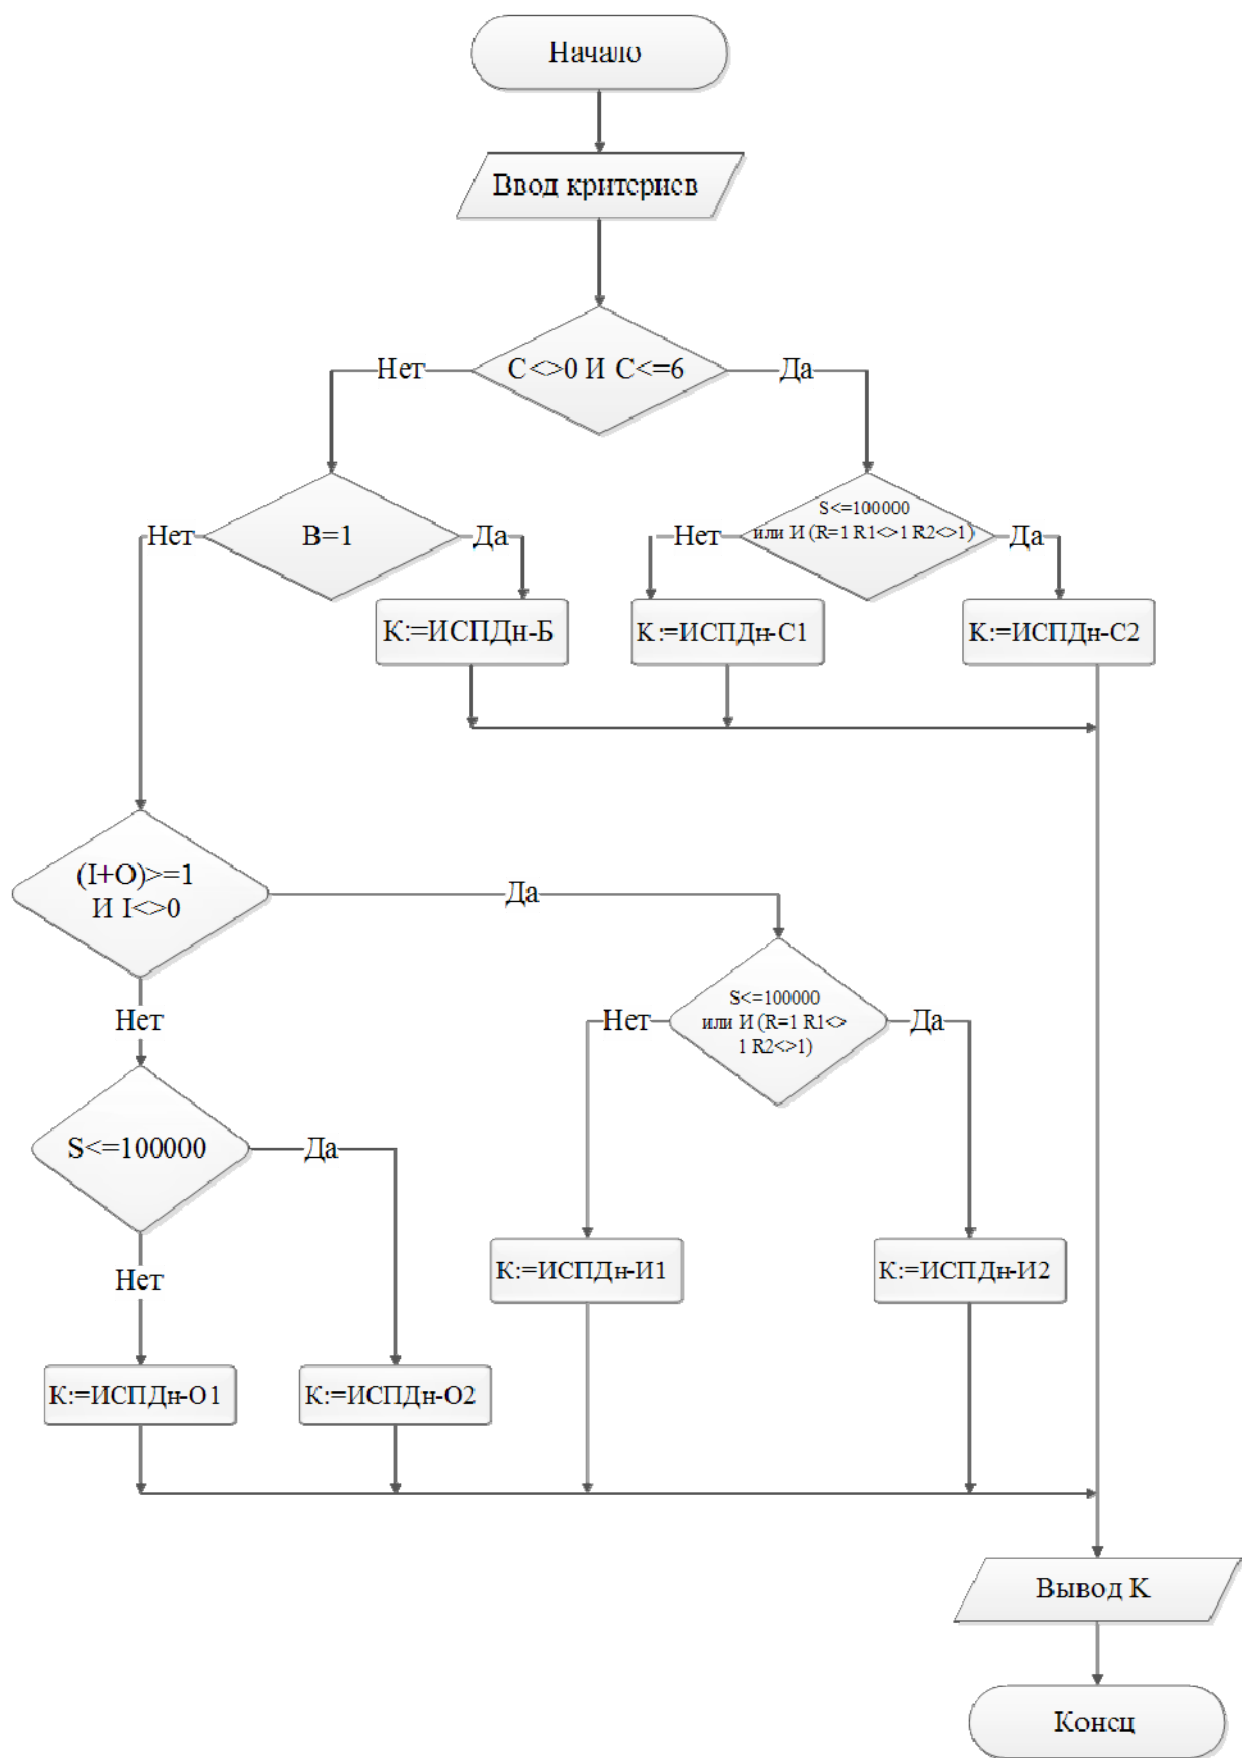 Начало
Ввод критериев
Нет
C<>0 И C<=6
Да
Нет
B=1
Да
Нет
S<=100000
или И (R=1 R1<>1 R2<>1)
Да
К:=ИСПДн-Б
К:=ИСПДн-С1
К:=ИСПДн-С2
(I+O)>=1
И I<>0
Да
Нет
Нет
S<=100000
или И (R=1 R1<>
1 R2<>1)
Да
S<=100000
Да
Нет
К:=ИСПДн-И1
К:=ИСПДн-И2
К:=ИСПДн-О1
К:=ИСПДн-О2
Вывод К
Конец